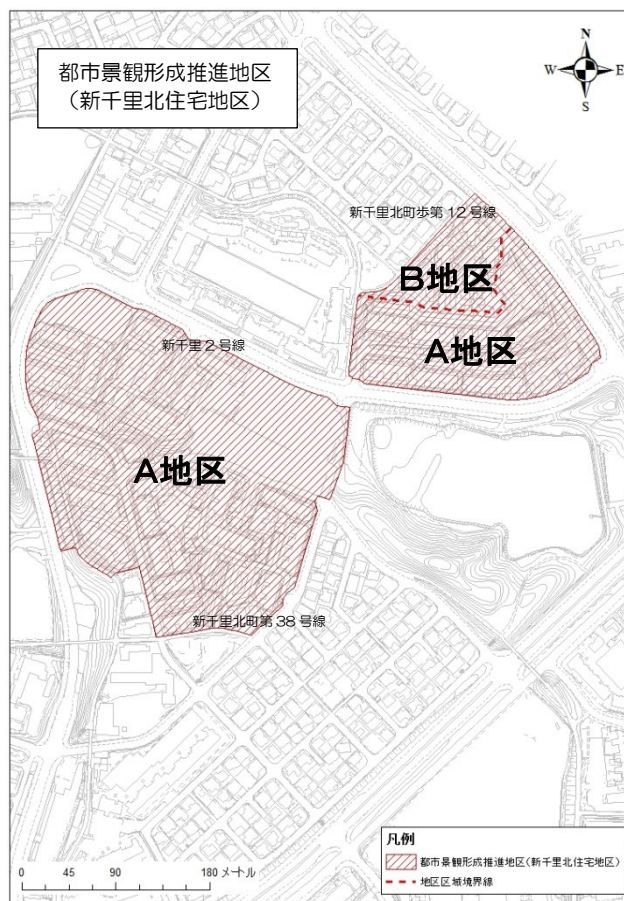 都市景観形成推進地区
（新千里北住宅地区）
N
W
E
S
新千里北町歩第12号線
B地区
A地区
新千里2号線
A地区
新千里北町第38号線
凡例
都市景観形成推進地区(新千里北住宅地区)
地区区域境界線
0 45 90 180 メートル